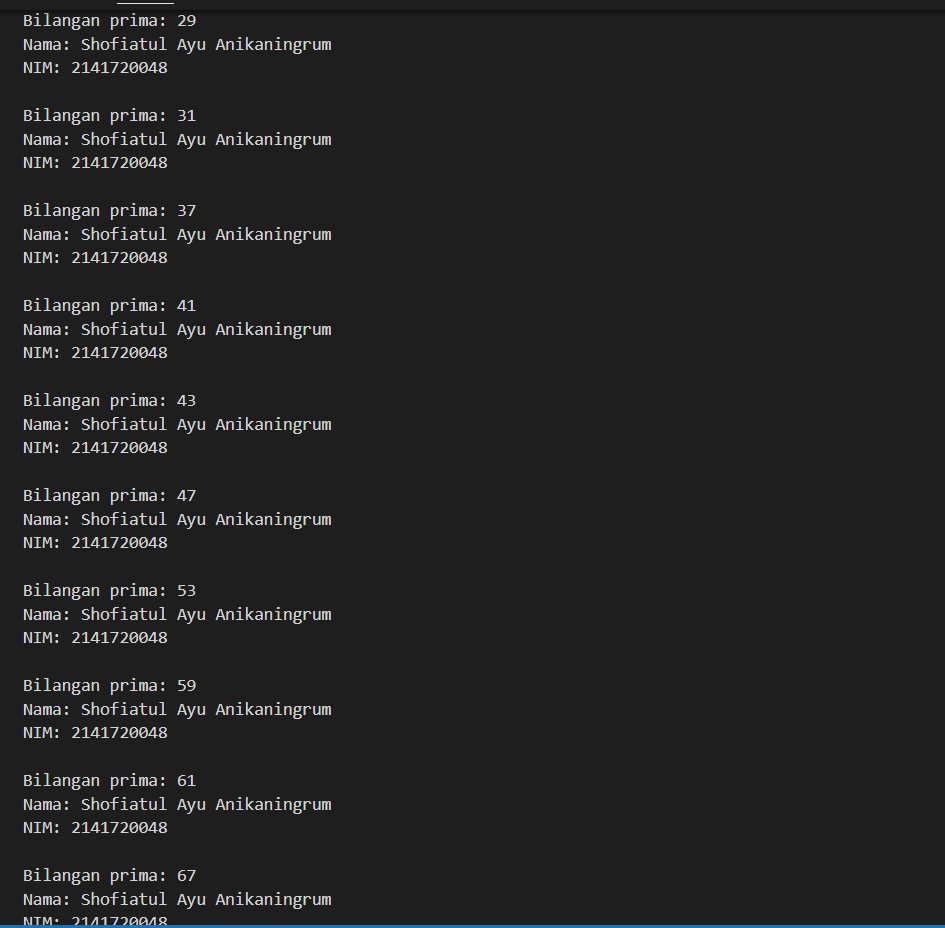 Bilangan prima: 29
Nama: Shofiatul Ayu Anikaningrum
NIM: 2141720048
Bilangan prima: 31
Nama: Shofiatul Ayu Anikaningrum
NIM: 2141720048
Bilangan prima: 37
Nama: Shofiatul Ayu Anikaningrum
NIM: 2141720048
Bilangan prima: 41
Nama: Shofiatul Ayu Anikaningrum
NIM: 2141720048
Bilangan prima: 43
Nama: Shofiatul Ayu Anikaningrum
NIM: 2141720048
Bilangan prima: 47
Nama: Shofiatul Ayu Anikaningrum
NIM: 2141720048
Bilangan prima: 53
Nama: Shofiatul Ayu Anikaningrum
NIM: 2141720048
Bilangan prima: 59
Nama: Shofiatul Ayu Anikaningrum
NIM: 2141720048
Bilangan prima: 61
Nama: Shofiatul Ayu Anikaningrum
NIM: 2141720048
Bilangan prima: 67
Nama: Shofiatul Ayu Anikaningrum
NIM: 2141720048